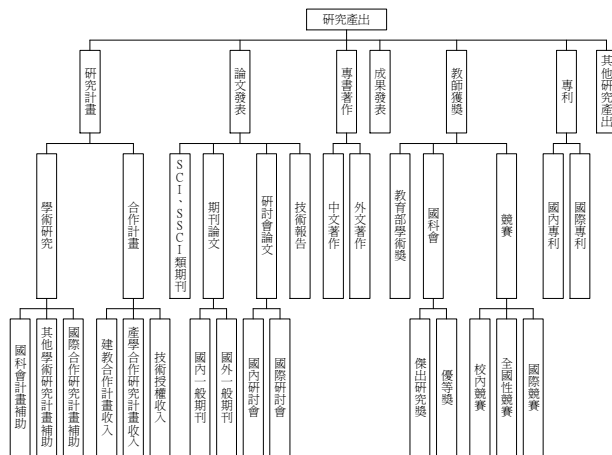 研究產出
研究計畫
論文發表
專書著作
成果發表
教師獲獎
專利
其他研究產出
學術研究
合作計畫
SCI、SSCI類期刊
期刊論文
研討會論文
技術報告
中文著作
外文著作
教育部學術獎
國科會
競賽
國內專利
國際專利
國科會計畫補助
其他學術研究計畫補助
國際合作研究計畫補助
建教合作計畫收入
產學合作研究計畫收入
技術授權收入
國內一般期刊
國外一般期刊
國內研討會
國際研討會
傑出研究獎
優等獎
校內競賽
全國性競賽
國際競賽